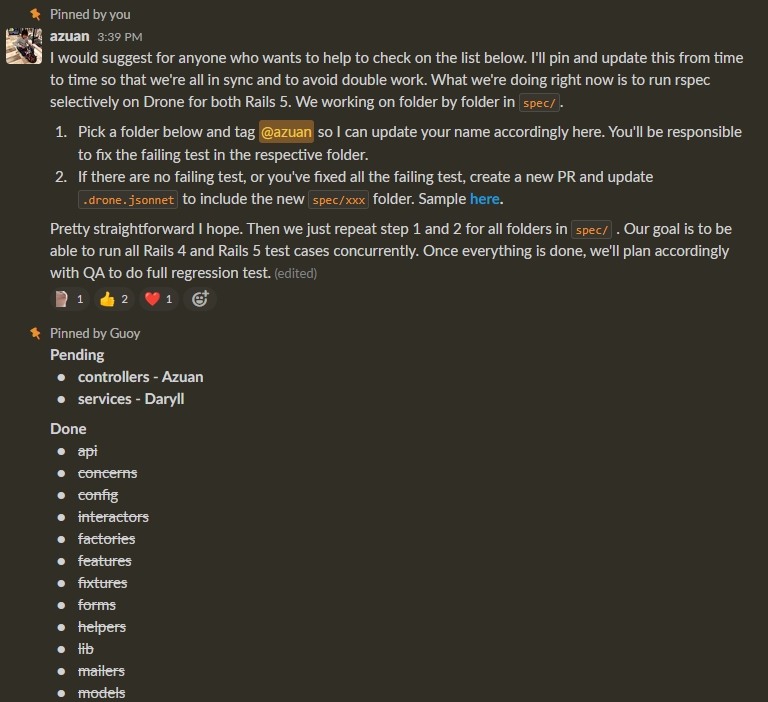 Pinned by you
azuan 3:39 PM
I would suggest for anyone who wants to help to check on the list below. I'll pin and update this from time
to time so that we're all in sync and to avoid double work. What we're doing right now is to run rspec
selectively on Drone for both Rails 5. We working on folder by folder in spec/.
1. Pick a folder below and tag @azuan so I can update your name accordingly here. You'll be responsible
to fix the failing test in the respective folder.
2. If there are no failing test, or you've fixed all the failing test, create a new PR and update
.drone.jsonnet to include the new spec/xxx folder. Sample here.
Pretty straightforward I hope. Then we just repeat step 1 and 2 for all folders in spec/ . Our goal is to be
able to run all Rails 4 and Rails 5 test cases concurrently. Once everything is done, we'll plan accordingly
with QA to do full regression test. (edited)
1 2 1
Pinned by Guoy
Pending
● controllers - Azuan
● services - Daryll
Done
● api
● concerns
● config
● interactors
● factories
● features
● fixtures
● forms
● helpers
● lib
● mailers
● models